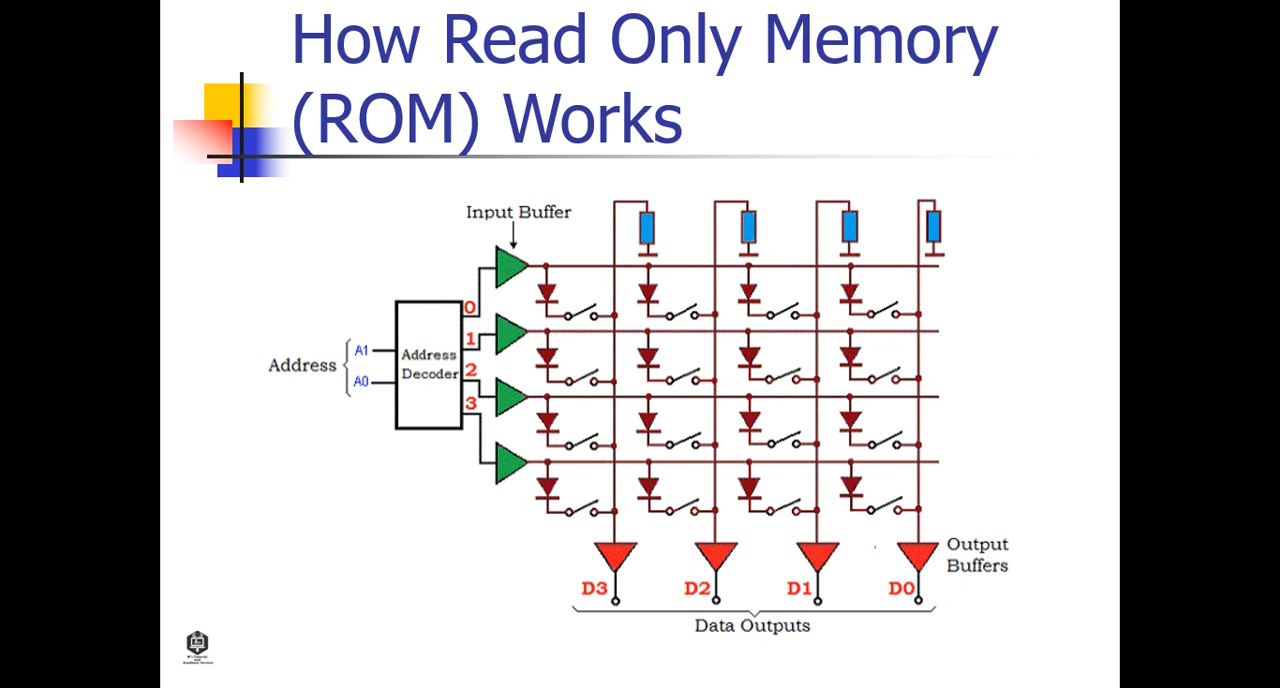 How Read Only Memory
(ROM) Works
Input Buffer
0
1
2
3
Address
A1
A0
Address
Decoder
Output
Buffers
D3
D2
D1
D0
Data Outputs